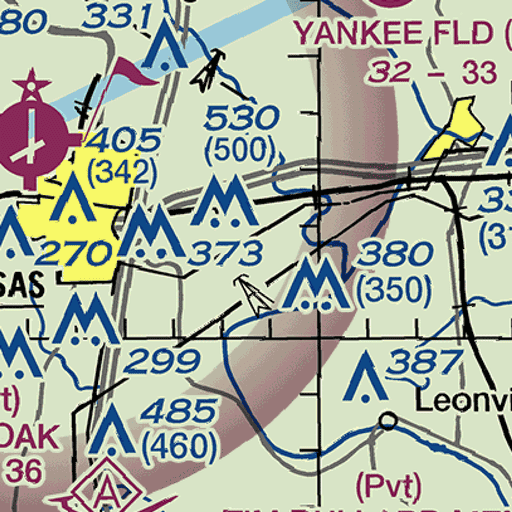 80 331
YANKEE FLD (
32 - 33
405
(342)
530
(500)
270
373
380
(350)
SAS
299
387
Leonvi
485
(460)
OAK
36
A
(Pvt)